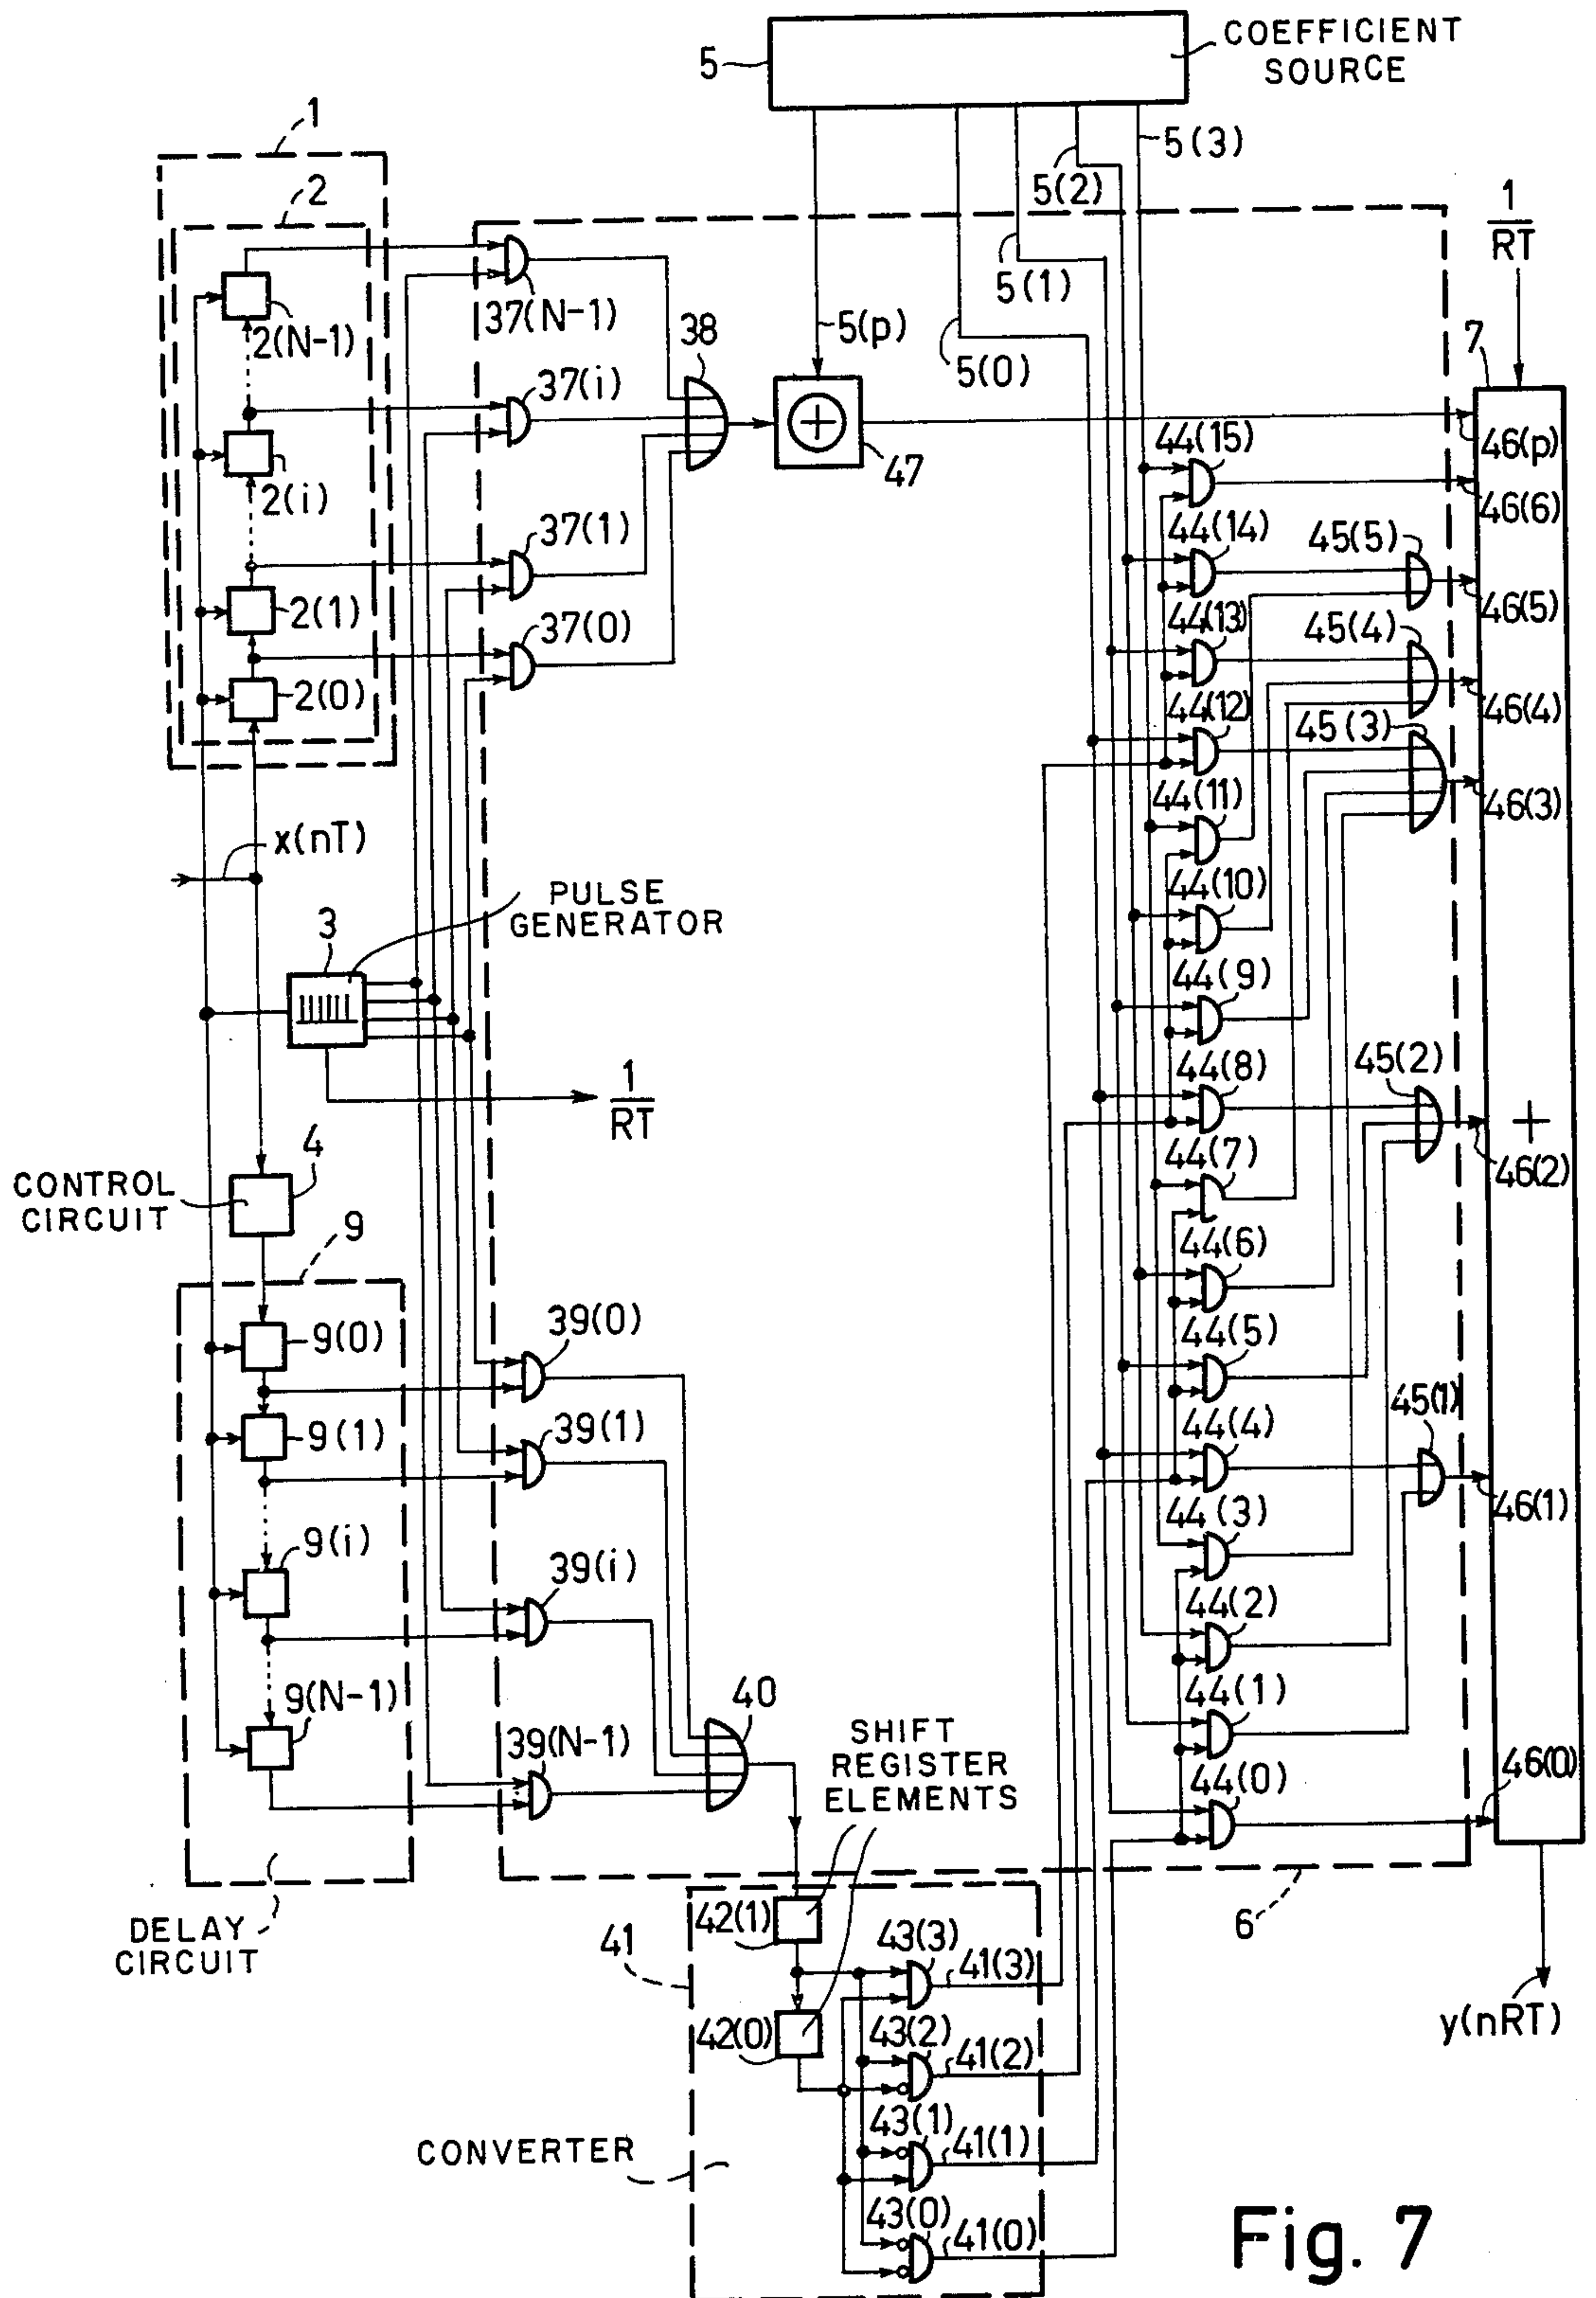 COEFFICIENT
SOURCE
5
5(3)
5(2)
5(1)
5(0)
5(p)
1
2
2(N-1)
2(i)
2(1)
2(0)
37(N-1)
37(i)
37(1)
37(0)
38
47
1
RT
7
46(p)
46(6)
46(5)
46(4)
46(3)
46(2)
46(1)
46(0)
44(15)
44(14)
44(13)
44(12)
44(11)
44(10)
44(9)
44(8)
44(7)
44(6)
44(5)
44(4)
44(3)
44(2)
44(1)
44(0)
45(5)
45(4)
45(3)
45(2)
45(1)
+
x(nT)
PULSE
GENERATOR
3
1
RT
CONTROL
CIRCUIT
4
9
9(0)
9(1)
9(i)
9(N-1)
39(0)
39(1)
39(i)
39(N-1)
40
DELAY
CIRCUIT
SHIFT
REGISTER
ELEMENTS
6
41
42(1)
42(0)
43(3)
43(2)
43(1)
43(0)
41(3)
41(2)
41(1)
41(0)
CONVERTER
y(nRT)
Fig. 7